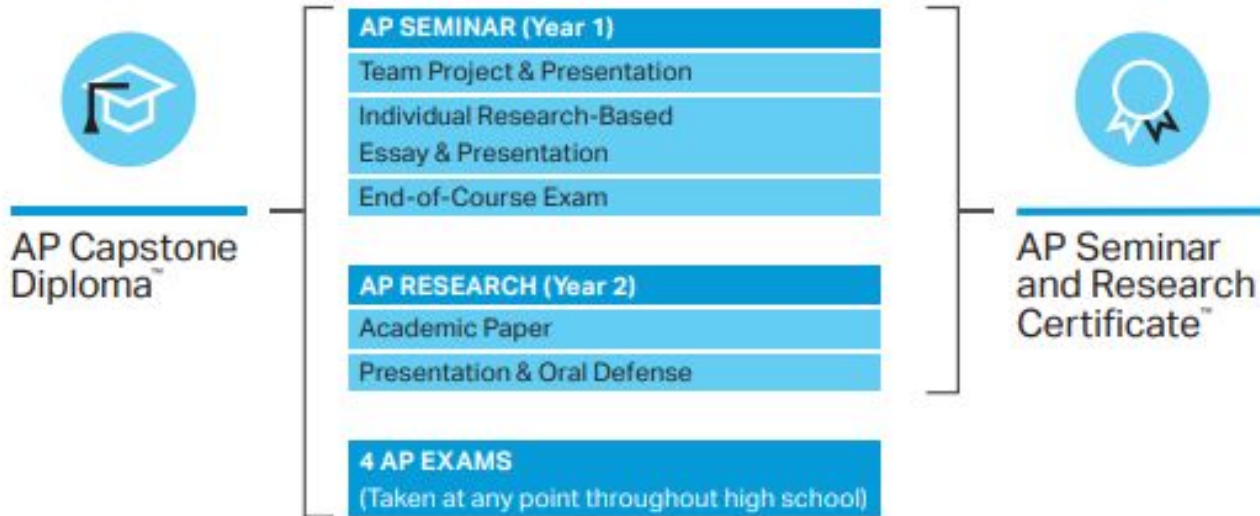 AP Capstone
Diploma™
AP SEMINAR (Year 1)
Team Project & Presentation
Individual Research-Based
Essay & Presentation
End-of-Course Exam
AP RESEARCH (Year 2)
Academic Paper
Presentation & Oral Defense
4 AP EXAMS
(Taken at any point throughout high school)
AP Seminar
and Research
Certificate™